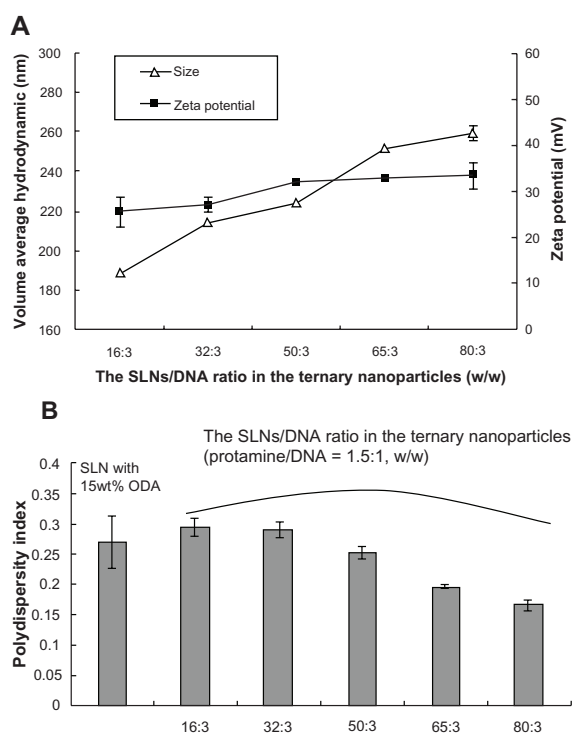 A
Volume average hydrodynamic (nm)
300
280
260
240
220
200
180
160
Size
Zeta potential
60
50
40
30
20
10
0
Zeta potential (mV)
16:3 32:3 50:3 65:3 80:3
The SLNs/DNA ratio in the ternary nanoparticles (w/w)
B
The SLNs/DNA ratio in the ternary nanoparticles
(protamine/DNA = 1.5:1, w/w)
SLN with
15wt% ODA
Polydispersity index
0.4
0.35
0.3
0.25
0.2
0.15
0.1
0.05
0
16:3 32:3 50:3 65:3 80:3